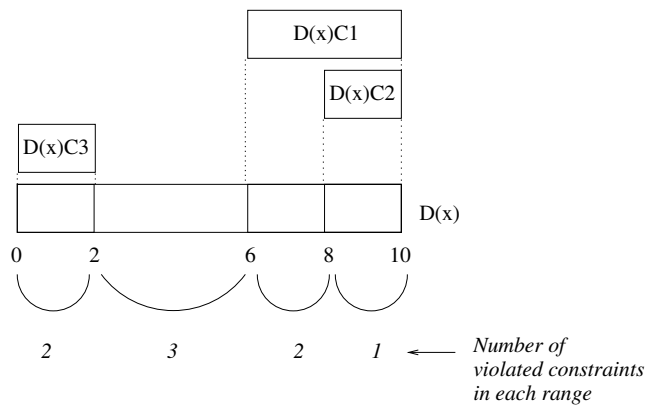 D(x)C1
D(x)C2
D(x)C3
D(x)
0 2 6 8 10
2 3 2 1
Number of
violated constraints
in each range